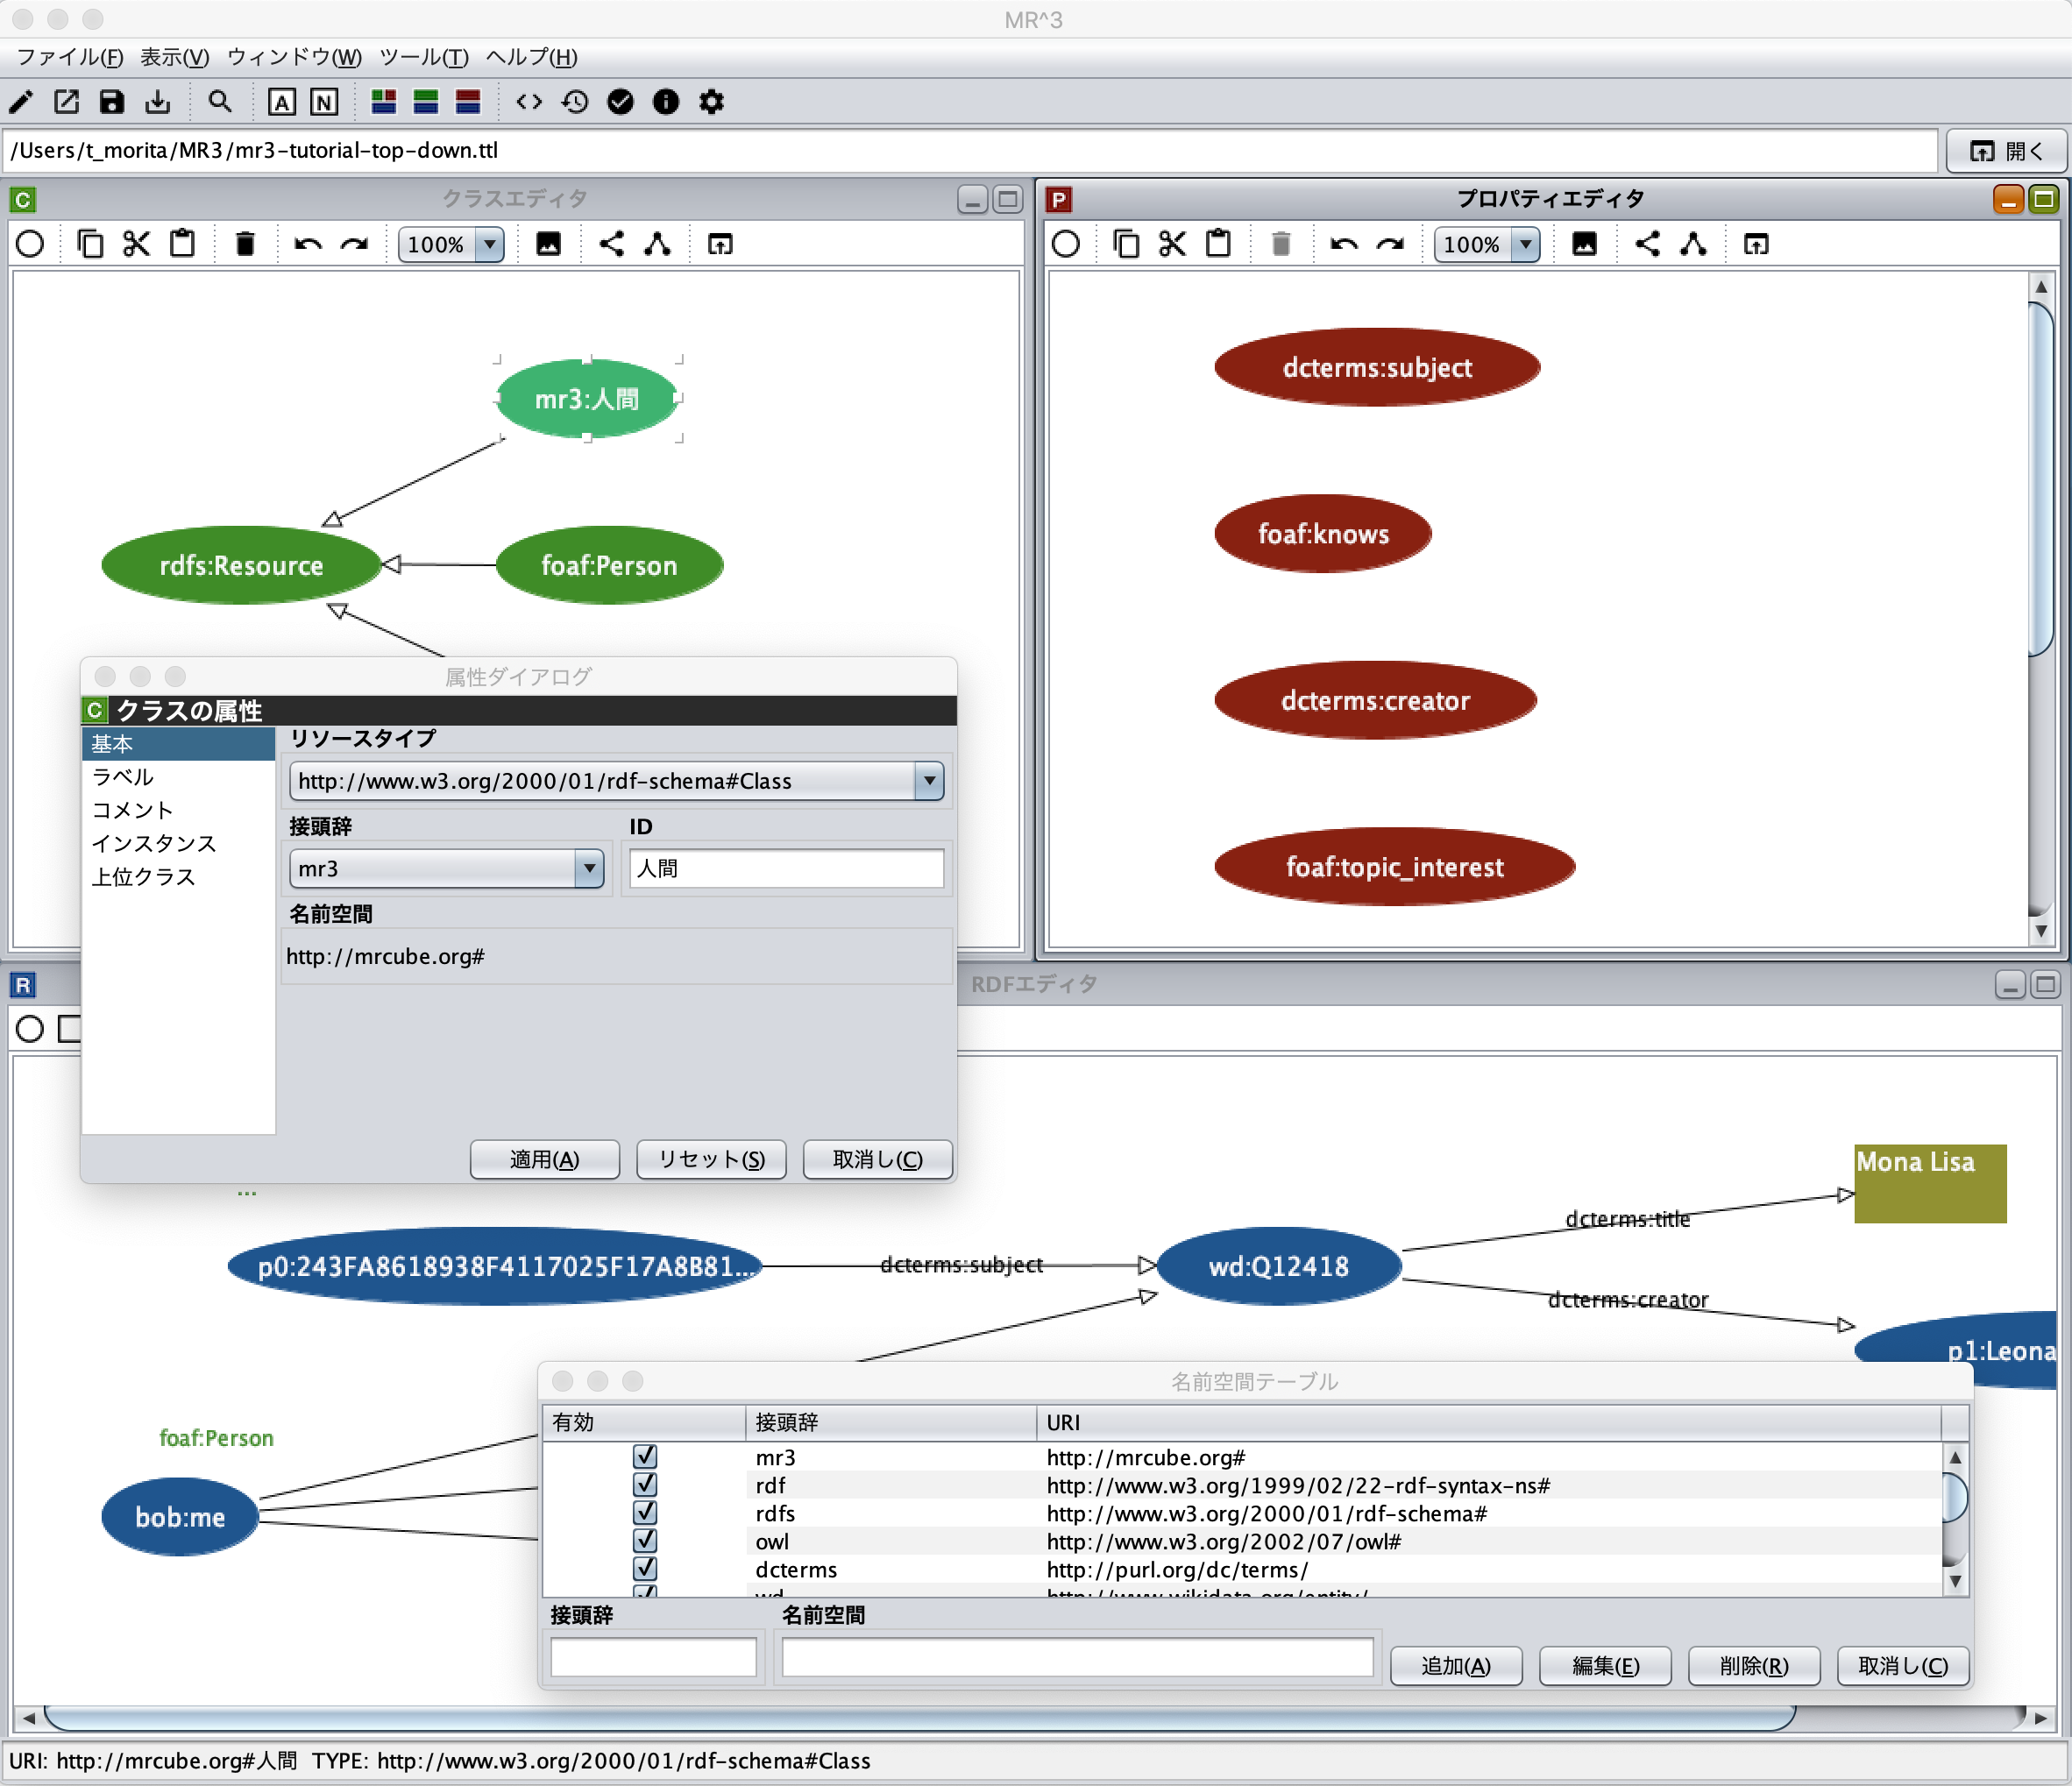 MR^3
ファイル(F) 表示(V) ウィンドウ(W) ツール(T) ヘルプ(H)
A N
/Users/t_morita/MR3/mr3-tutorial-top-down.ttl
開く
C クラスエディタ
100%
mr3:人間
rdfs:Resource
foaf:Person
P プロパティエディタ
100%
dcterms:subject
foaf:knows
dcterms:creator
foaf:topic_interest
属性ダイアログ
C クラスの属性
基本
ラベル
コメント
インスタンス
上位クラス
リソースタイプ
http://www.w3.org/2000/01/rdf-schema#Class
接頭辞 ID
mr3 人間
名前空間
http://mrcube.org#
適用(A) リセット(S) 取消し(C)
R RDFエディタ
...
Mona Lisa
dcterms:title
p0:243FA8618938F4117025F17A8B81...
dcterms:subject
wd:Q12418
dcterms:creator
p1:Leona
foaf:Person
bob:me
名前空間テーブル
有効 接頭辞 URI
mr3 http://mrcube.org#
rdf http://www.w3.org/1999/02/22-rdf-syntax-ns#
rdfs http://www.w3.org/2000/01/rdf-schema#
owl http://www.w3.org/2002/07/owl#
dcterms http://purl.org/dc/terms/
wd http://www.wikidata.org/entity/
接頭辞 名前空間
追加(A) 編集(E) 削除(R) 取消し(C)
URI: http://mrcube.org#人間 TYPE: http://www.w3.org/2000/01/rdf-schema#Class